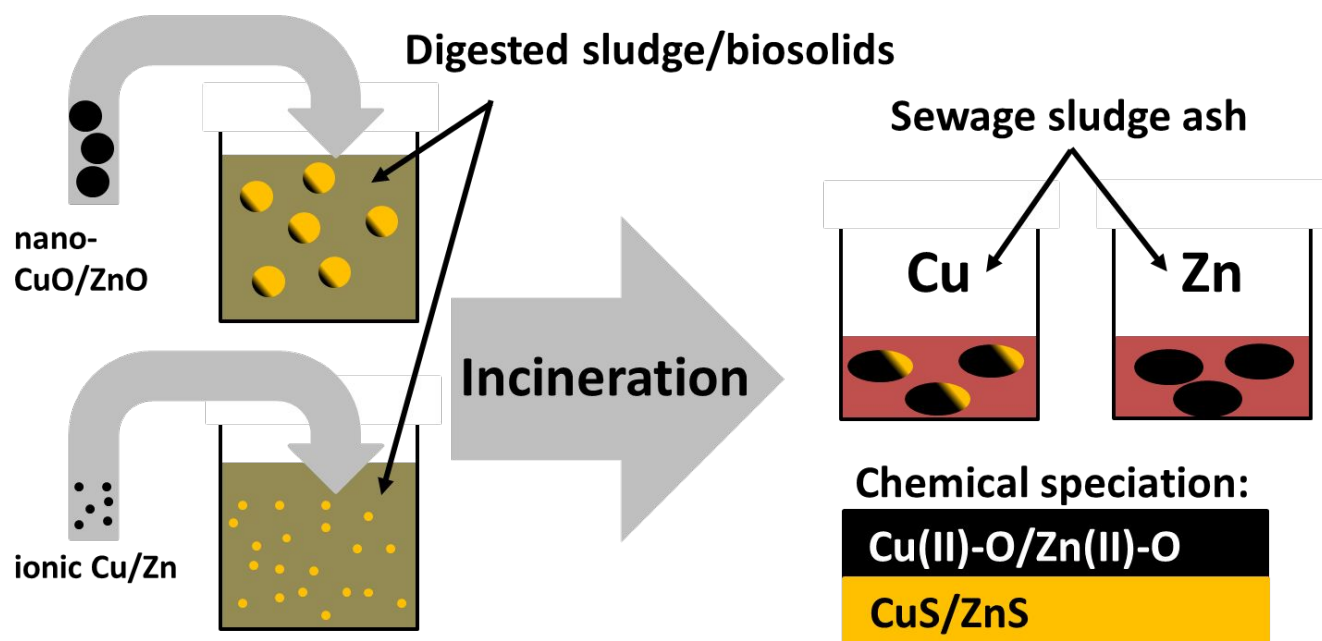 Digested sludge/biosolids
nano-
CuO/ZnO
ionic Cu/Zn
Incineration
Sewage sludge ash
Cu
Zn
Chemical speciation:
Cu(II)-O/Zn(II)-O
CuS/ZnS